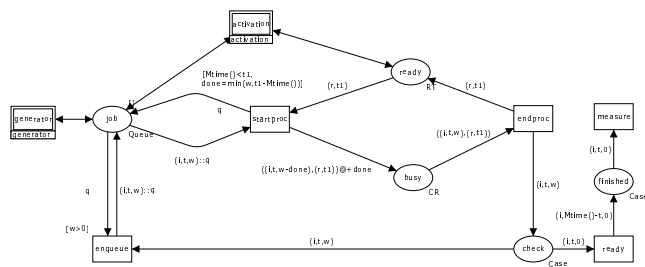 activation
activation
[Mtime()<t1,
done=min(w,t1-Mtime())]
ready
RT
(r,t1)
(r,t1)
[]
q
generator
generator
job
Queue
startproc
endproc
measure
(i,t,w)::q
((i,t,w),(r,t1))
(i,t,0)
((i,t,w-done),(r,t1))@+done
busy
CR
finished
Case
q
(i,t,w)::q
(i,t,w)
(i,Mtime()-t,0)
[w>0]
enqueue
(i,t,w)
check
Case
(i,t,0)
ready